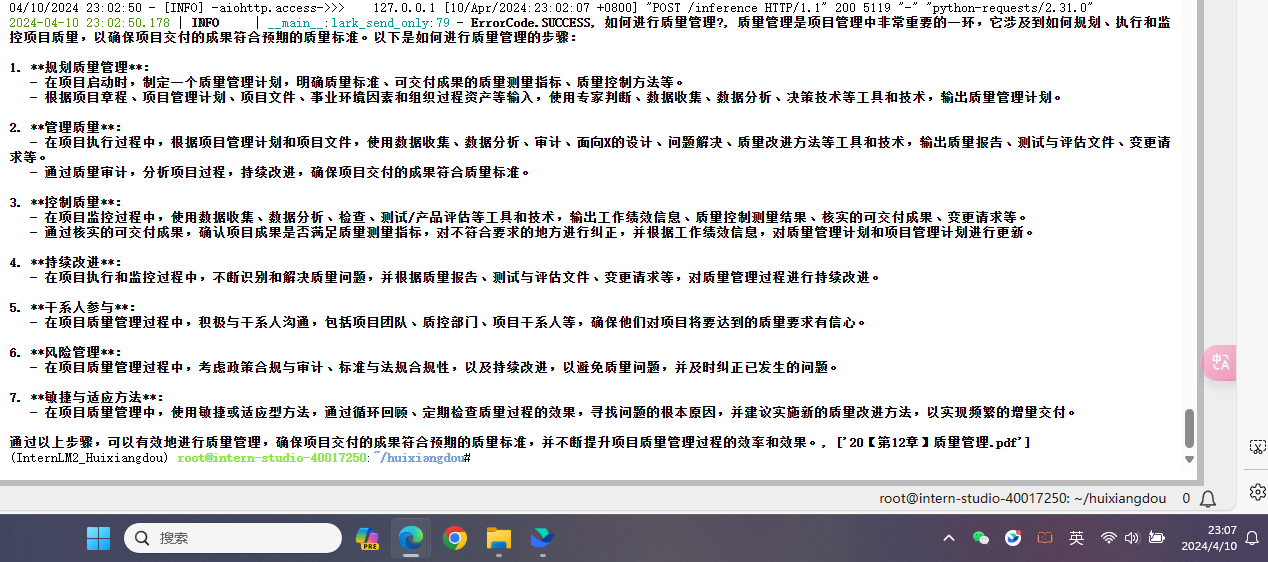 04/10/2024 23:02:50 - [INFO] -aiohttp.access->>>    127.0.0.1 [10/Apr/2024:23:02:07 +0800] "POST /inference HTTP/1.1" 200 5119 "-" "python-requests/2.31.0"
2024-04-10 23:02:50.178 | INFO     | __main__:lark_send_only:79 - ErrorCode.SUCCESS, 如何进行质量管理?, 质量管理是项目管理中非常重要的一环，它涉及到如何规划、执行和监
控项目质量，以确保项目交付的成果符合预期的质量标准。以下是如何进行质量管理的步骤：
1. **规划质量管理**：
- 在项目启动时，制定一个质量管理计划，明确质量标准、可交付成果的质量测量指标、质量控制方法等。
- 根据项目章程、项目管理计划、项目文件、事业环境因素和组织过程资产等输入，使用专家判断、数据收集、数据分析、决策技术等工具和技术，输出质量管理计划。
2. **管理质量**：
- 在项目执行过程中，根据项目管理计划和项目文件，使用数据收集、数据分析、审计、面向X的设计、问题解决、质量改进方法等工具和技术，输出质量报告、测试与评估文件、变更请
求等。
- 通过质量审计，分析项目过程，持续改进，确保项目交付的成果符合质量标准。
3. **控制质量**：
- 在项目监控过程中，使用数据收集、数据分析、检查、测试/产品评估等工具和技术，输出工作绩效信息、质量控制测量结果、核实的可交付成果、变更请求等。
- 通过核实的可交付成果，确认项目成果是否满足质量测量指标，对不符合要求的地方进行纠正，并根据工作绩效信息，对质量管理计划和项目管理计划进行更新。
4. **持续改进**：
- 在项目执行和监控过程中，不断识别和解决质量问题，并根据质量报告、测试与评估文件、变更请求等，对质量管理过程进行持续改进。
5. **干系人参与**：
- 在项目质量管理过程中，积极与干系人沟通，包括项目团队、质控部门、项目干系人等，确保他们对项目将要达到的质量要求有信心。
6. **风险管理**：
- 在项目质量管理过程中，考虑政策合规与审计、标准与法规合规性，以及持续改进，以避免质量问题，并及时纠正已发生的问题。
7. **敏捷与适应方法**：
- 在项目质量管理中，使用敏捷或适应型方法，通过循环回顾、定期检查质量过程的效果，寻找问题的根本原因，并建议实施新的质量改进方法，以实现频繁的增量交付。
通过以上步骤，可以有效地进行质量管理，确保项目交付的成果符合预期的质量标准，并不断提升项目质量管理过程的效率和效果。, ['20【第12章】质量管理.pdf']
(InternLM2_Huixiangdou) root@intern-studio-40017250:~/huixiangdou#
root@intern-studio-40017250: ~/huixiangdou    0
搜索
PRE
英
23:07
2024/4/10